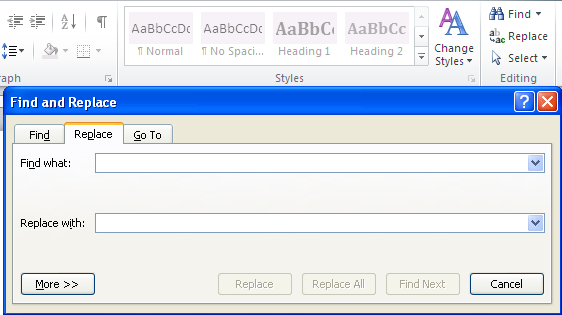 AaBbCcDc AaBbCcDc AaBbCc AaBbCc
¶ Normal ¶ No Spaci... Heading 1 Heading 2
Change
Styles
Find
Replace
Select
raph Styles Editing
Find and Replace
Find Replace Go To
Find what:
Replace with:
More >> Replace Replace All Find Next Cancel